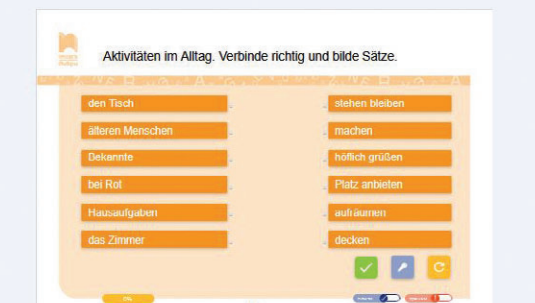 Aktivitäten im Alltag. Verbinde richtig und bilde Sätze.
den Tisch
stehen bleiben
älteren Menschen
machen
Bekannte
höflich grüßen
bei Rot
Platz anbieten
Hausaufgaben
aufräumen
das Zimmer
decken
0%